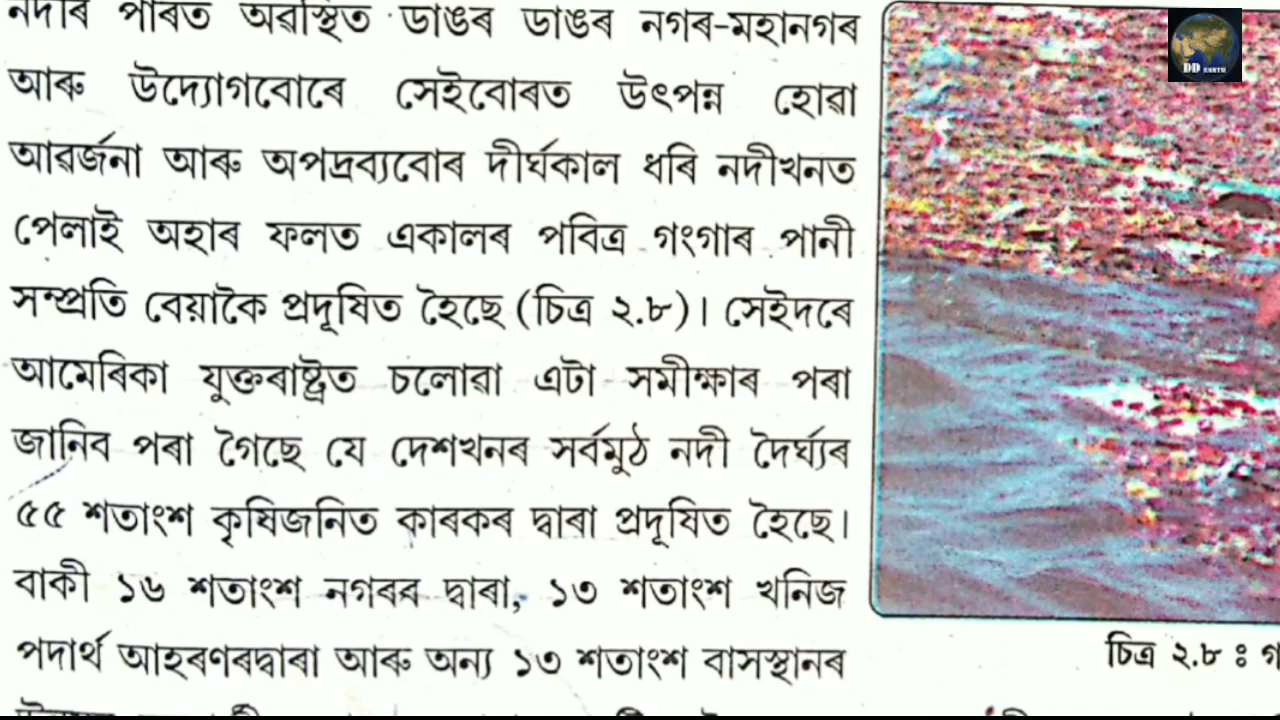 নদীৰ পাৰত অৱস্থিত ডাঙৰ ডাঙৰ নগৰ-মহানগৰ
আৰু উদ্যোগবোৰে সেইবোৰত উৎপন্ন হোৱা
আৱৰ্জনা আৰু অপদ্ৰব্যবোৰ দীৰ্ঘকাল ধৰি নদীখনত
পেলাই অহাৰ ফলত একালৰ পবিত্ৰ গংগাৰ পানী
সম্প্ৰতি বেয়াকৈ প্ৰদূষিত হৈছে (চিত্ৰ ২.৮)। সেইদৰে
আমেৰিকা যুক্তৰাষ্ট্ৰত চলোৱা এটা সমীক্ষাৰ পৰা
জানিব পৰা গৈছে যে দেশখনৰ সৰ্বমুঠ নদী দৈৰ্ঘ্যৰ
৫৫ শতাংশ কৃষিজনিত কাৰকৰ দ্বাৰা প্ৰদূষিত হৈছে।
বাকী ১৬ শতাংশ নগৰৰ দ্বাৰা, ১৩ শতাংশ খনিজ
পদাৰ্থ আহৰণৰদ্বাৰা আৰু অন্য ১৩ শতাংশ বাসস্থানৰ
চিত্ৰ ২.৮ : গ
DD EARTH